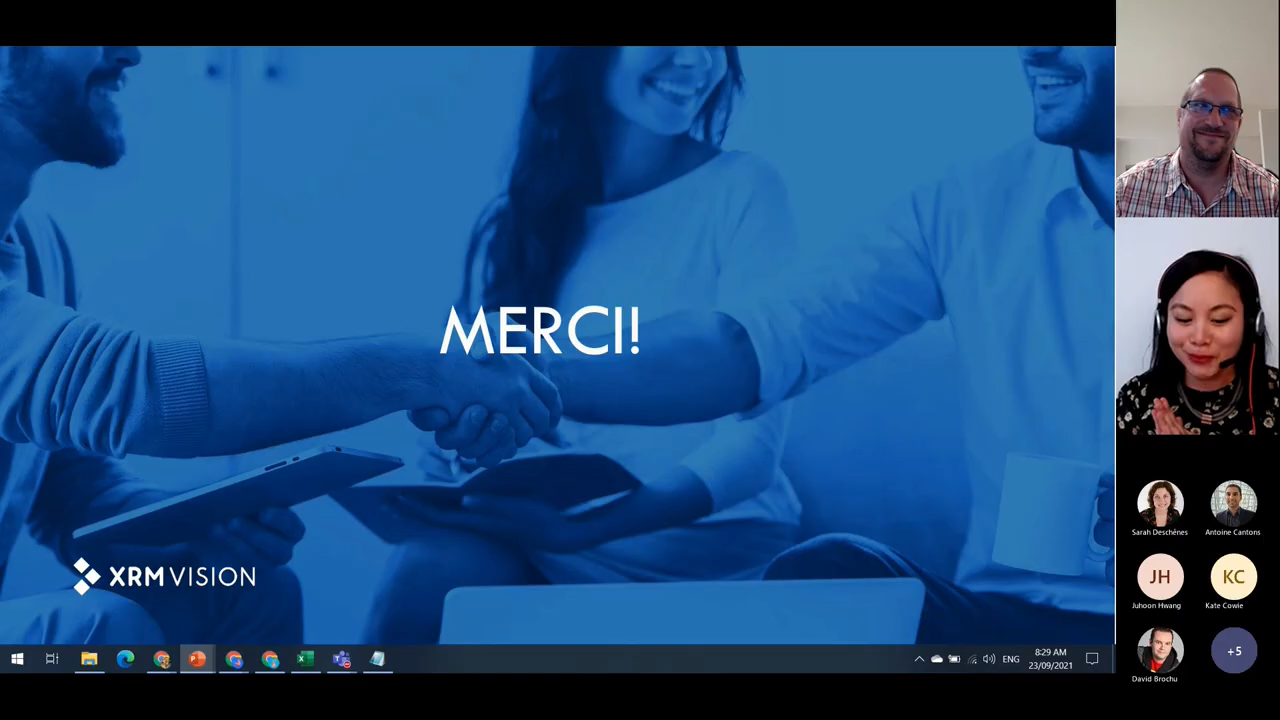 MERCI!
XRM VISION
Sarah Deschênes
Antoine Cantons
JH
KC
Juhoon Hwang
Kate Cowie
David Brochu
+5
ENG
8:29 AM
23/09/2021